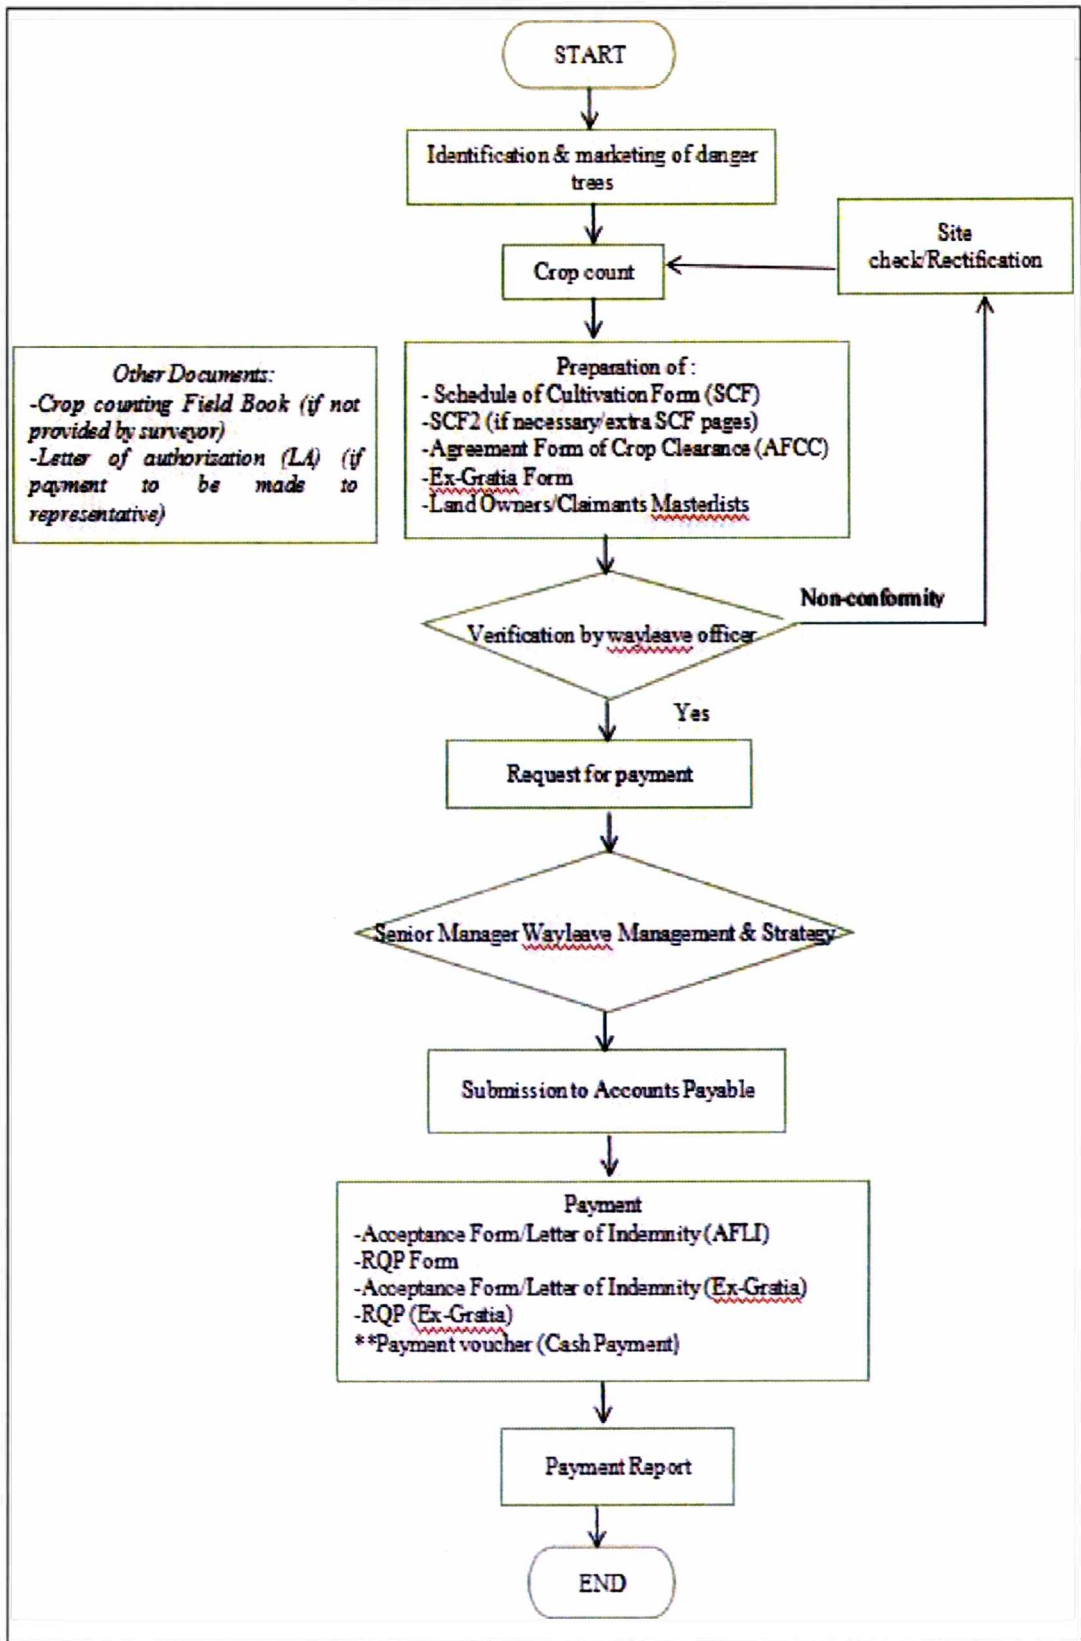 START
Identification & marketing of danger
trees
Site
check/Rectification
Crop count
Other Documents:
-Crop counting Field Book (if not
provided by surveyor)
-Letter of authorization (LA) (if
payment to be made to
representative)
Preparation of :
- Schedule of Cultivation Form (SCF)
-SCF2 (if necessary/extra SCF pages)
-Agreement Form of Crop Clearance (AFCC)
-Ex-Gratia Form
-Land Owners/Claimants Masterlists
Non-conformity
Verification by wayleave officer
Yes
Request for payment
Senior Manager Wayleave Management & Strategy
Submission to Accounts Payable
Payment
-Acceptance Form/Letter of Indemnity (AFLI)
-RQP Form
-Acceptance Form/Letter of Indemnity (Ex-Gratia)
-RQP (Ex-Gratia)
**Payment voucher (Cash Payment)
Payment Report
END